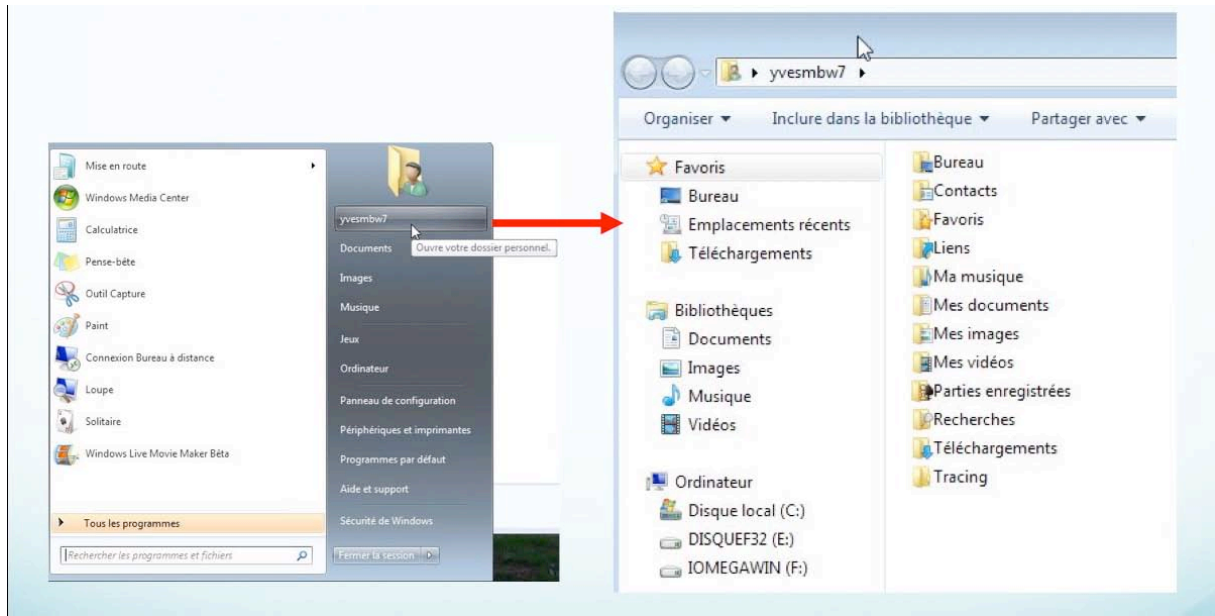 Mise en route
Windows Media Center
Calculatrice
Pense-bête
Outil Capture
Paint
Connexion Bureau à distance
Loupe
Solitaire
Windows Live Movie Maker Bêta
Tous les programmes
Rechercher les programmes et fichiers
yvesmbw7
Documents
Ouvre votre dossier personnel.
Images
Musique
Jeux
Ordinateur
Panneau de configuration
Périphériques et imprimantes
Programmes par défaut
Aide et support
Sécurité de Windows
Fermer la session
yvesmbw7
Organiser Inclure dans la bibliothèque Partager avec
Favoris
Bureau
Emplacements récents
Téléchargements
Bibliothèques
Documents
Images
Musique
Vidéos
Ordinateur
Disque local (C:)
DISQUEF32 (E:)
IOMEGAWIN (F:)
Bureau
Contacts
Favoris
Liens
Ma musique
Mes documents
Mes images
Mes vidéos
Parties enregistrées
Recherches
Téléchargements
Tracing